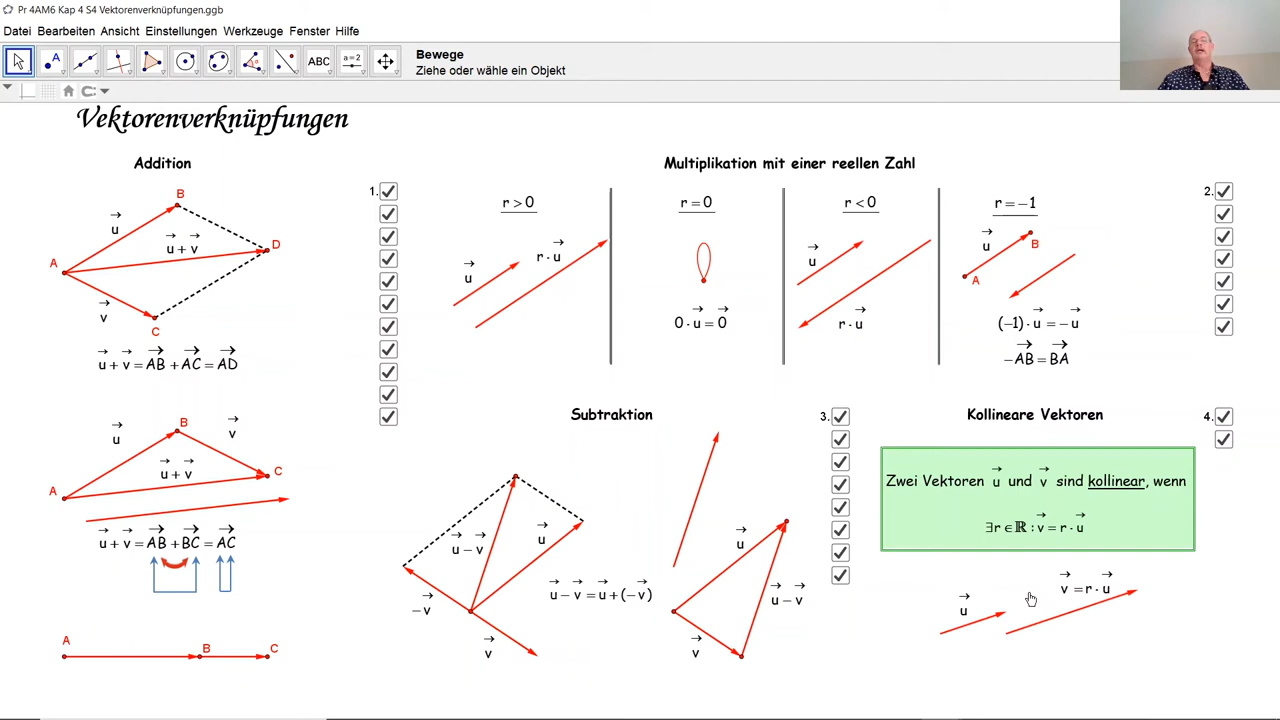 Pr 4AM6 Kap 4 S4 Vektorenverknüpfungen.ggb
Datei Bearbeiten Ansicht Einstellungen Werkzeuge Fenster Hilfe
A ABC a=2 Bewege
Ziehe oder wähle ein Objekt
Vektorenverknüpfungen
Addition
B
u⃗
u⃗ + v⃗
D
A
v⃗
C
u⃗ + v⃗ = AB⃗ + AC⃗ = AD⃗
B
u⃗
v⃗
u⃗ + v⃗
C
A
u⃗ + v⃗ = AB⃗ + BC⃗ = AC⃗
A
B
C
1.
Multiplikation mit einer reellen Zahl
r > 0
u⃗
r · u⃗
r = 0
0 · u⃗ = 0⃗
r < 0
u⃗
r · u⃗
r = −1
u⃗
B
A
(−1) · u⃗ = −u⃗
−AB⃗ = BA⃗
2.
Subtraktion
u⃗ − v⃗
u⃗
−v⃗
v⃗
u⃗ − v⃗ = u⃗ + (−v⃗)
u⃗
u⃗ − v⃗
v⃗
3.
Kollineare Vektoren
Zwei Vektoren u⃗ und v⃗ sind kollinear, wenn
∃r ∈ ℝ : v⃗ = r · u⃗
u⃗
v⃗ = r · u⃗
4.